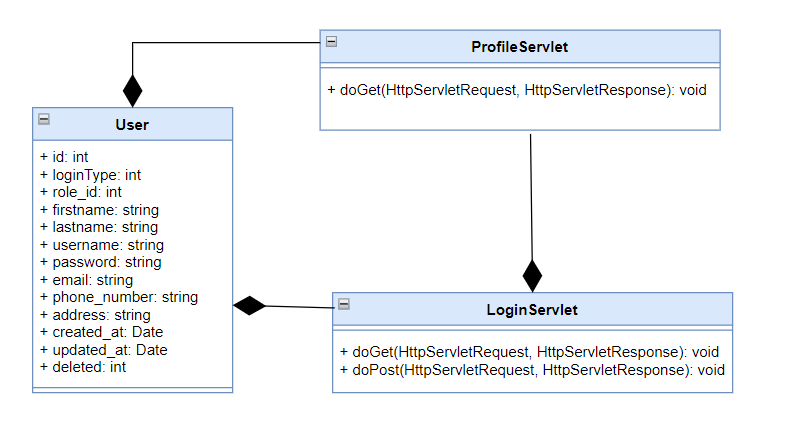 ProfileServlet
+ doGet(HttpServletRequest, HttpServletResponse): void
User
+ id: int
+ loginType: int
+ role_id: int
+ firstname: string
+ lastname: string
+ username: string
+ password: string
+ email: string
+ phone_number: string
+ address: string
+ created_at: Date
+ updated_at: Date
+ deleted: int
LoginServlet
+ doGet(HttpServletRequest, HttpServletResponse): void
+ doPost(HttpServletRequest, HttpServletResponse): void